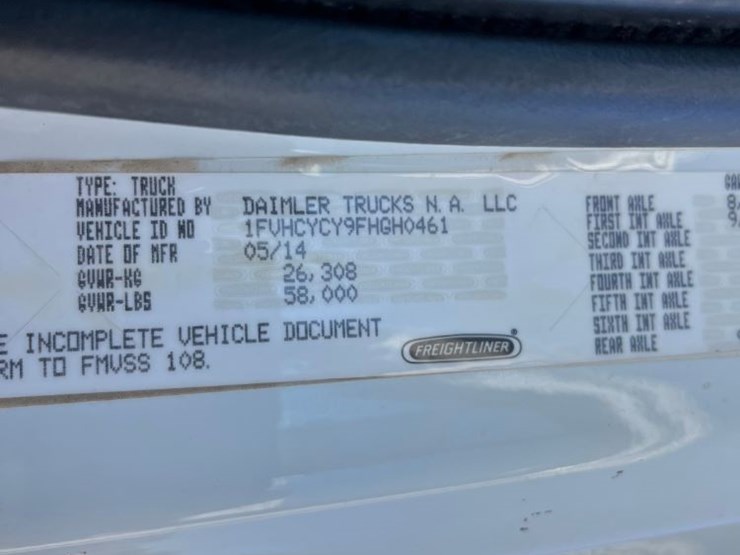 TYPE: TRUCK
MANUFACTURED BY DAIMLER TRUCKS N. A. LLC
VEHICLE ID NO 1FVHCYCY9FHGH0461
DATE OF MFR 05/14
GVWR-KG 26,308
GVWR-LBS 58,000
E INCOMPLETE VEHICLE DOCUMENT
RM TO FMVSS 108.
FREIGHTLINER
FRONT AXLE 8,
FIRST INT AXLE 9,
SECOND INT AXLE
THIRD INT AXLE
FOURTH INT AXLE
FIFTH INT AXLE
SIXTH INT AXLE
REAR AXLE